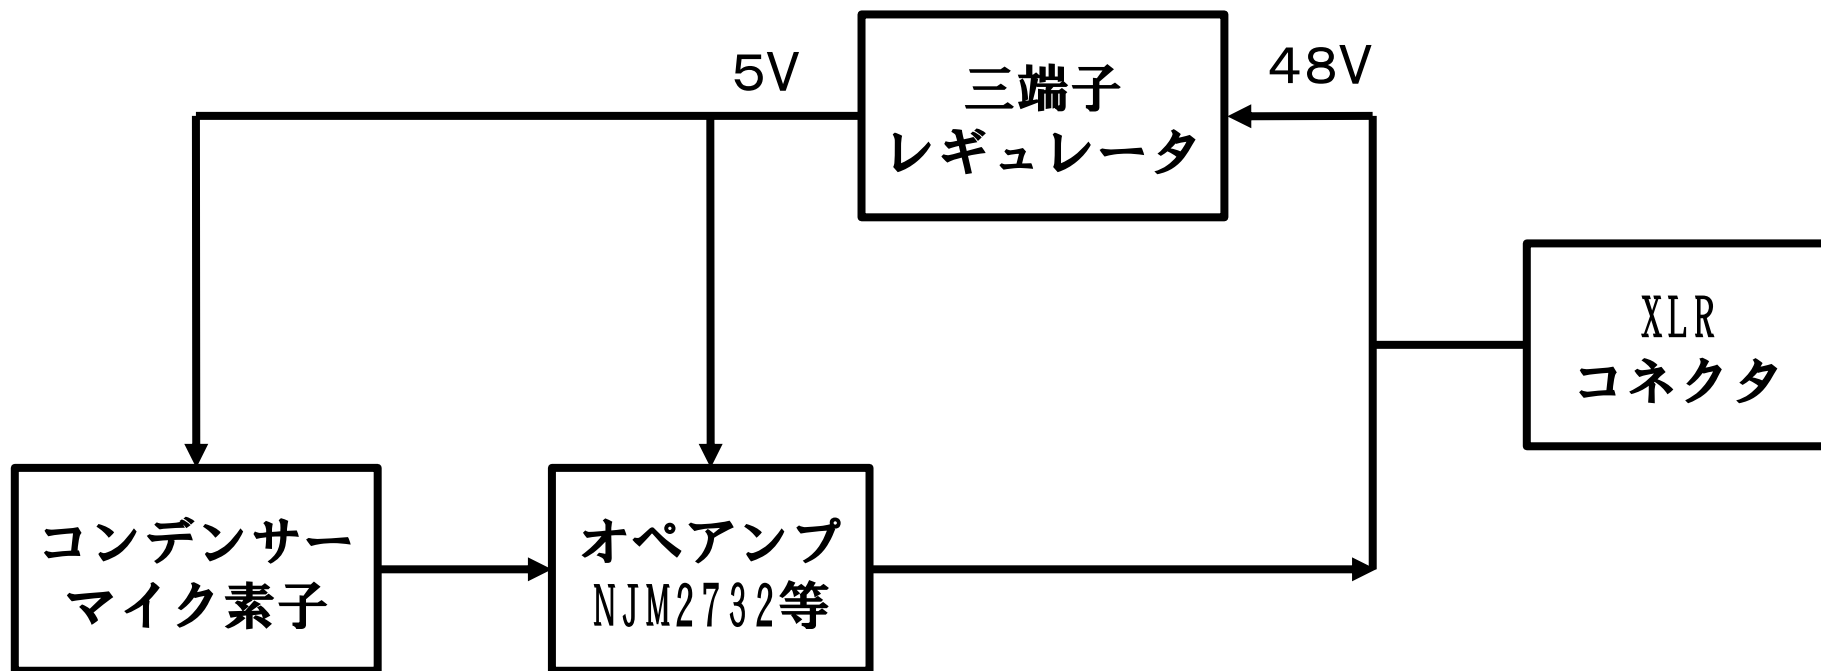 5V
三端子
レギュレータ
48V
XLR
コネクタ
コンデンサー
マイク素子
オペアンプ
NJM2732等